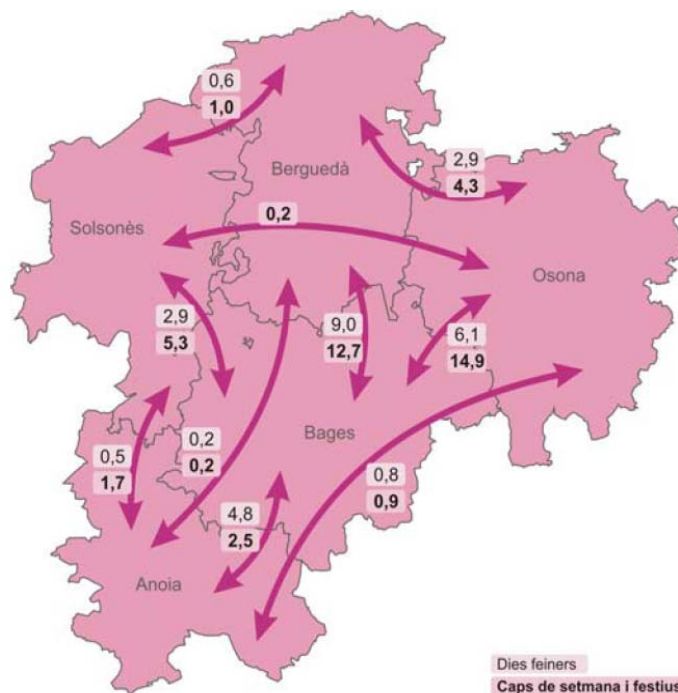 0,6
1,0
Berguedà
2,9
4,3
Solsonès
0,2
Osona
2,9
5,3
9,0
12,7
6,1
14,9
Bages
0,5
1,7
0,2
0,2
0,8
0,9
4,8
2,5
Anoia
Dies feiners
Caps de setmana i festius